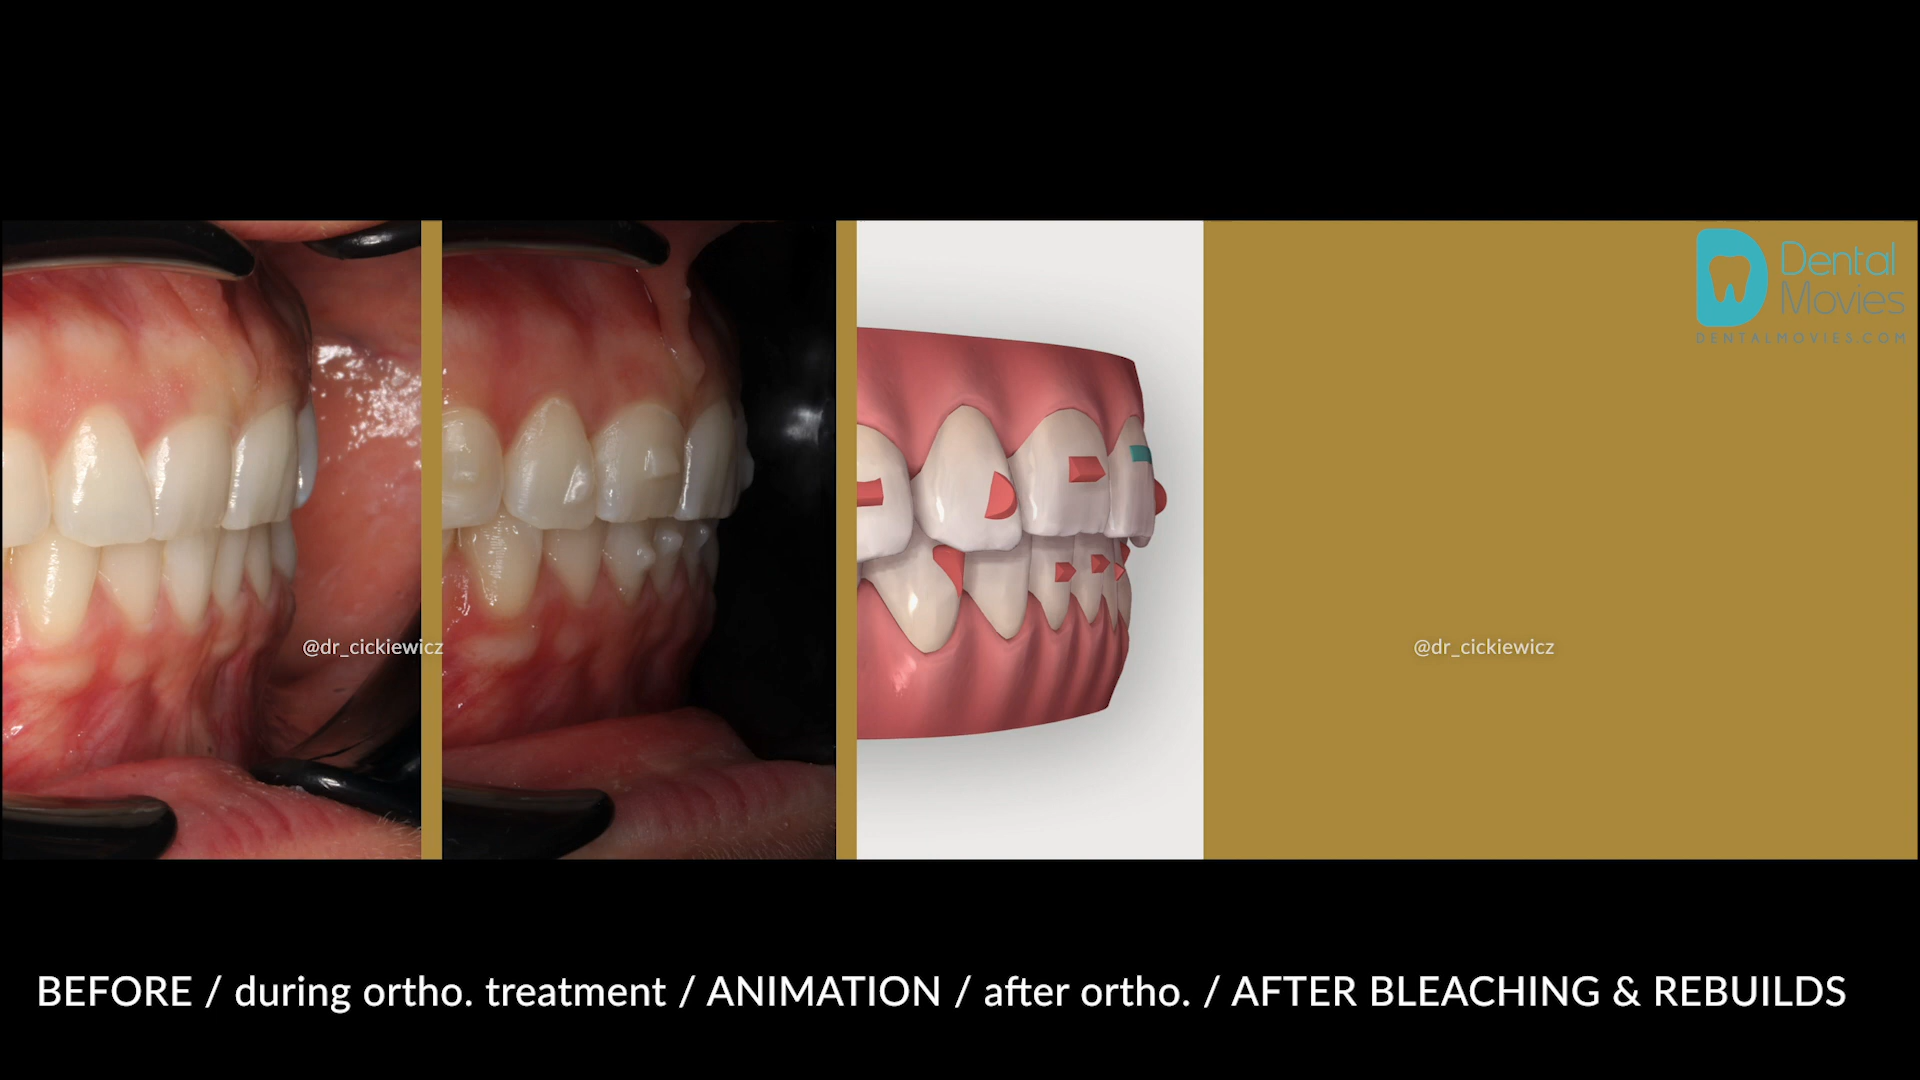 Dental
Movies
DENTALMOVIES.COM
@dr_cickiewicz
@dr_cickiewicz
BEFORE / during ortho. treatment / ANIMATION / after ortho. / AFTER BLEACHING & REBUILDS